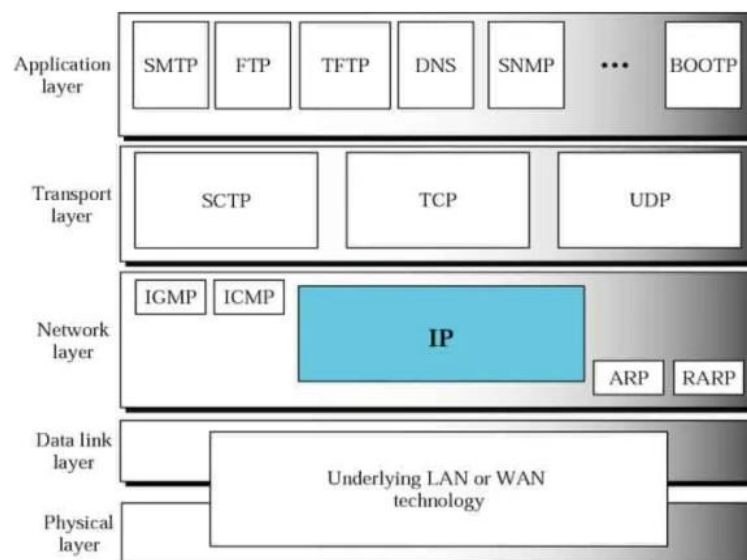 Application
layer
SMTP
FTP
TFTP
DNS
SNMP
•••
BOOTP
Transport
layer
SCTP
TCP
UDP
Network
layer
IGMP
ICMP
IP
ARP
RARP
Data link
layer
Underlying LAN or WAN
technology
Physical
layer